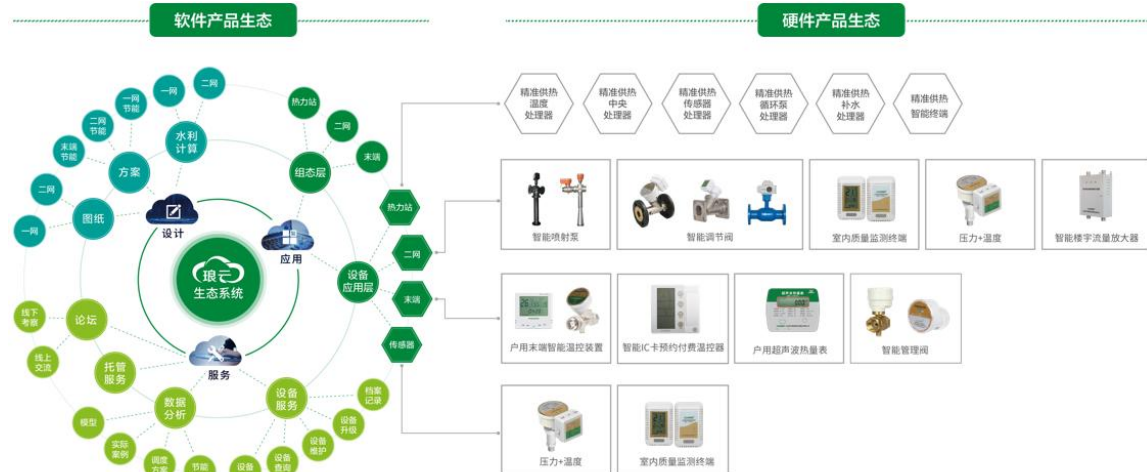 软件产品生态
硬件产品生态
一网
二网
一网
节能
二网
节能
末端
节能
二网
一网
水利
计算
方案
图纸
设计
热力站
二网
末端
组态层
应用
设备
应用层
热力站
二网
末端
传感器
琅云
生态系统
服务
论坛
线下
考察
线上
交流
托管
服务
数据
分析
模型
实际
案例
调度
方案
节能
设备
服务
设备
设备
查询
设备
维护
设备
升级
档案
记录
精准供热
温度
处理器
精准供热
中央
处理器
精准供热
传感器
处理器
精准供热
循环泵
处理器
精准供热
补水
处理器
精准供热
智能终端
智能喷射泵
智能调节阀
室内质量监测终端
压力+温度
智能楼宇流量放大器
户用末端智能温控装置
智能IC卡预约付费温控器
户用超声波热量表
智能管理阀
压力+温度
室内质量监测终端